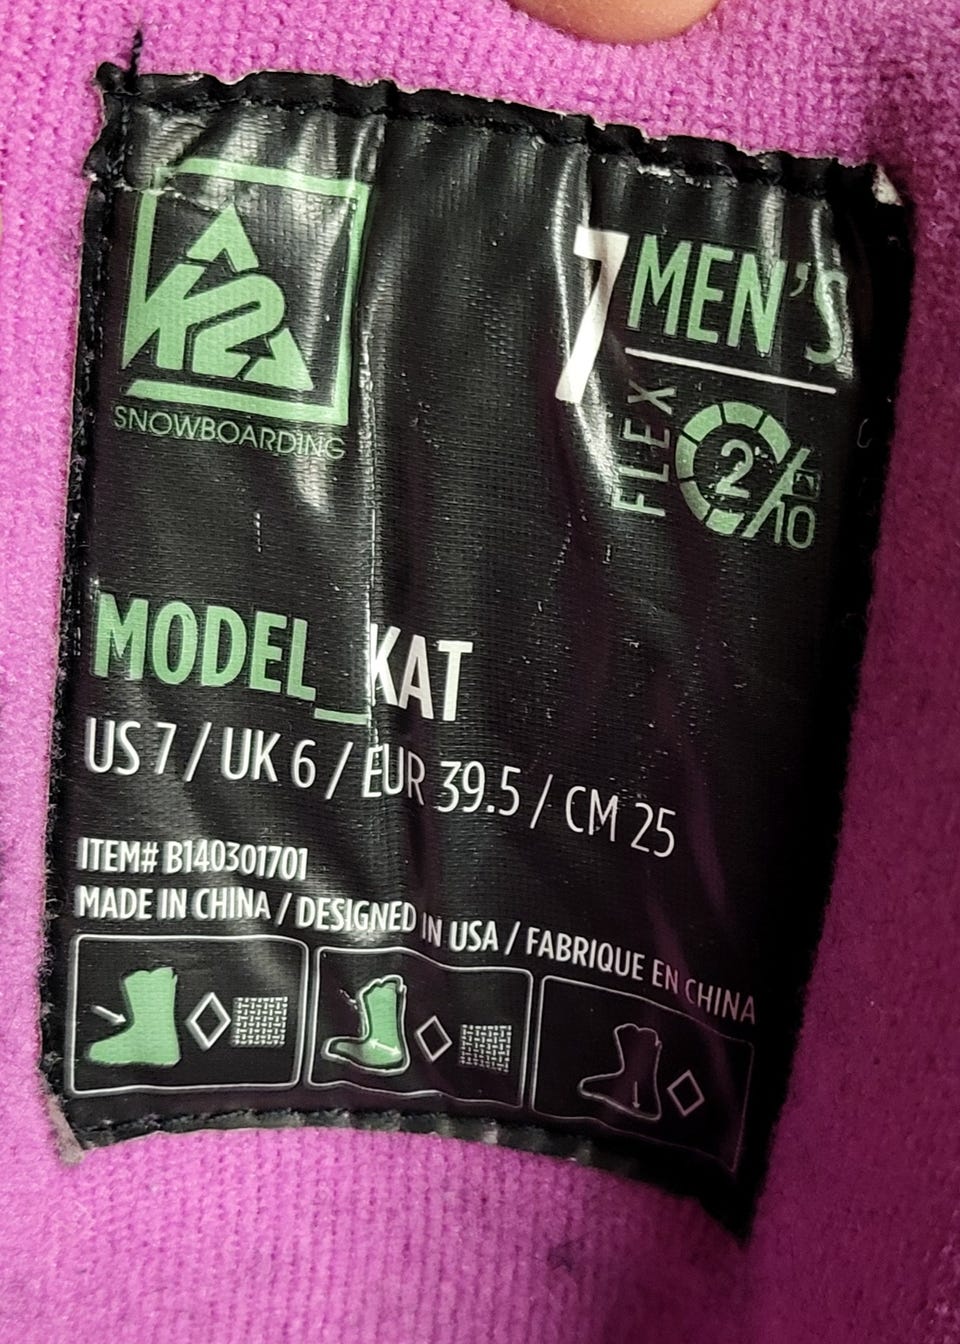 K2
SNOWBOARDING
7 MEN'S
FLEX 2/10
MODEL_KAT
US 7 / UK 6 / EUR 39.5 / CM 25
ITEM# B140301701
MADE IN CHINA / DESIGNED IN USA / FABRIQUE EN CHINA